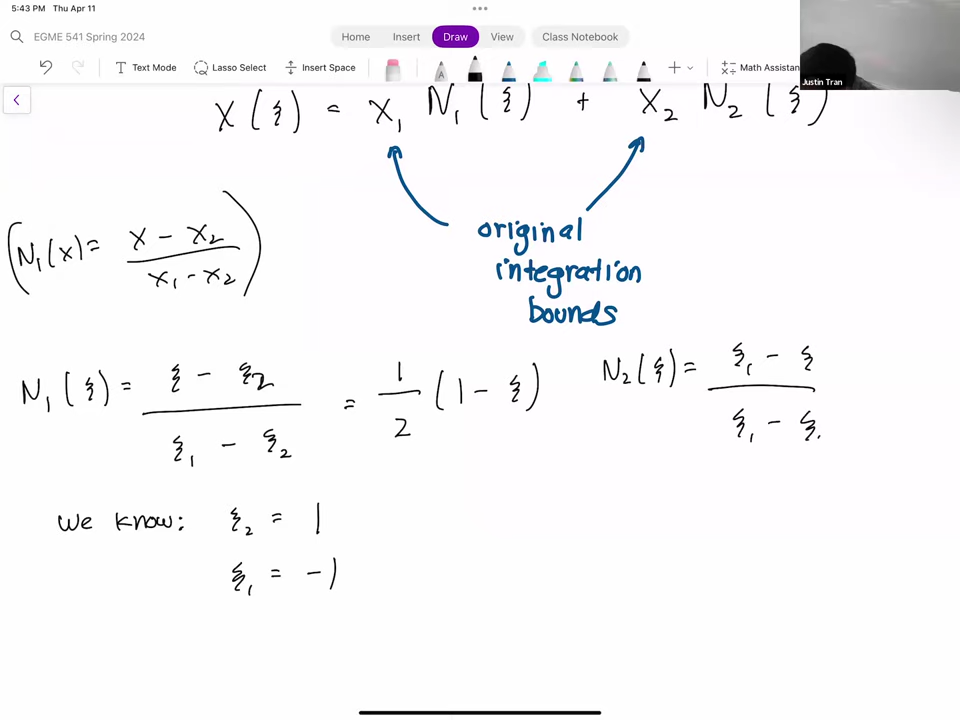 5:43 PM Thu Apr 11
EGME 541 Spring 2024
Home Insert Draw View Class Notebook
Text Mode Lasso Select Insert Space Math Assistan
Justin Tran
x(ξ) = x₁ N₁(ξ) + x₂ N₂(ξ)
original
integration
bounds
(N₁(x) = (x - x₂)/(x₁ - x₂))
N₁(ξ) = (ξ - ξ₂)/(ξ₁ - ξ₂) = 1/2 (1 - ξ)
N₂(ξ) = (ξ₁ - ξ)/(ξ₁ - ξ.
We know: ξ₂ = 1
ξ₁ = -1